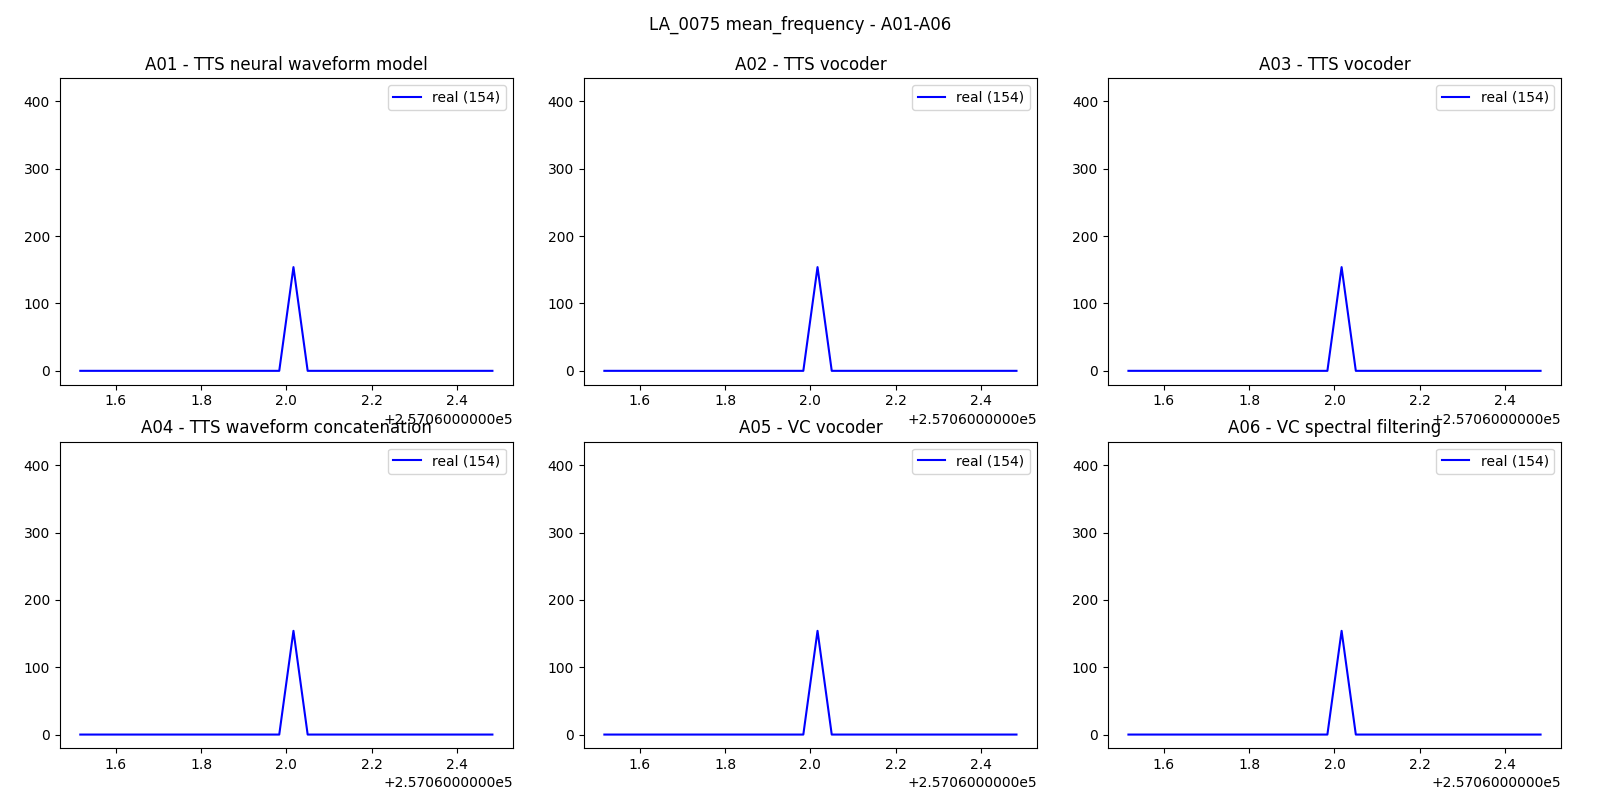 LA_0075 mean_frequency - A01-A06
A01 - TTS neural waveform model
real (154)
400
300
200
100
0
1.6 1.8 2.0 2.2 2.4
+2.5706000000e5
A02 - TTS vocoder
real (154)
400
300
200
100
0
1.6 1.8 2.0 2.2 2.4
+2.5706000000e5
A03 - TTS vocoder
real (154)
400
300
200
100
0
1.6 1.8 2.0 2.2 2.4
+2.5706000000e5
A04 - TTS waveform concatenation
real (154)
400
300
200
100
0
1.6 1.8 2.0 2.2 2.4
+2.5706000000e5
A05 - VC vocoder
real (154)
400
300
200
100
0
1.6 1.8 2.0 2.2 2.4
+2.5706000000e5
A06 - VC spectral filtering
real (154)
400
300
200
100
0
1.6 1.8 2.0 2.2 2.4
+2.5706000000e5